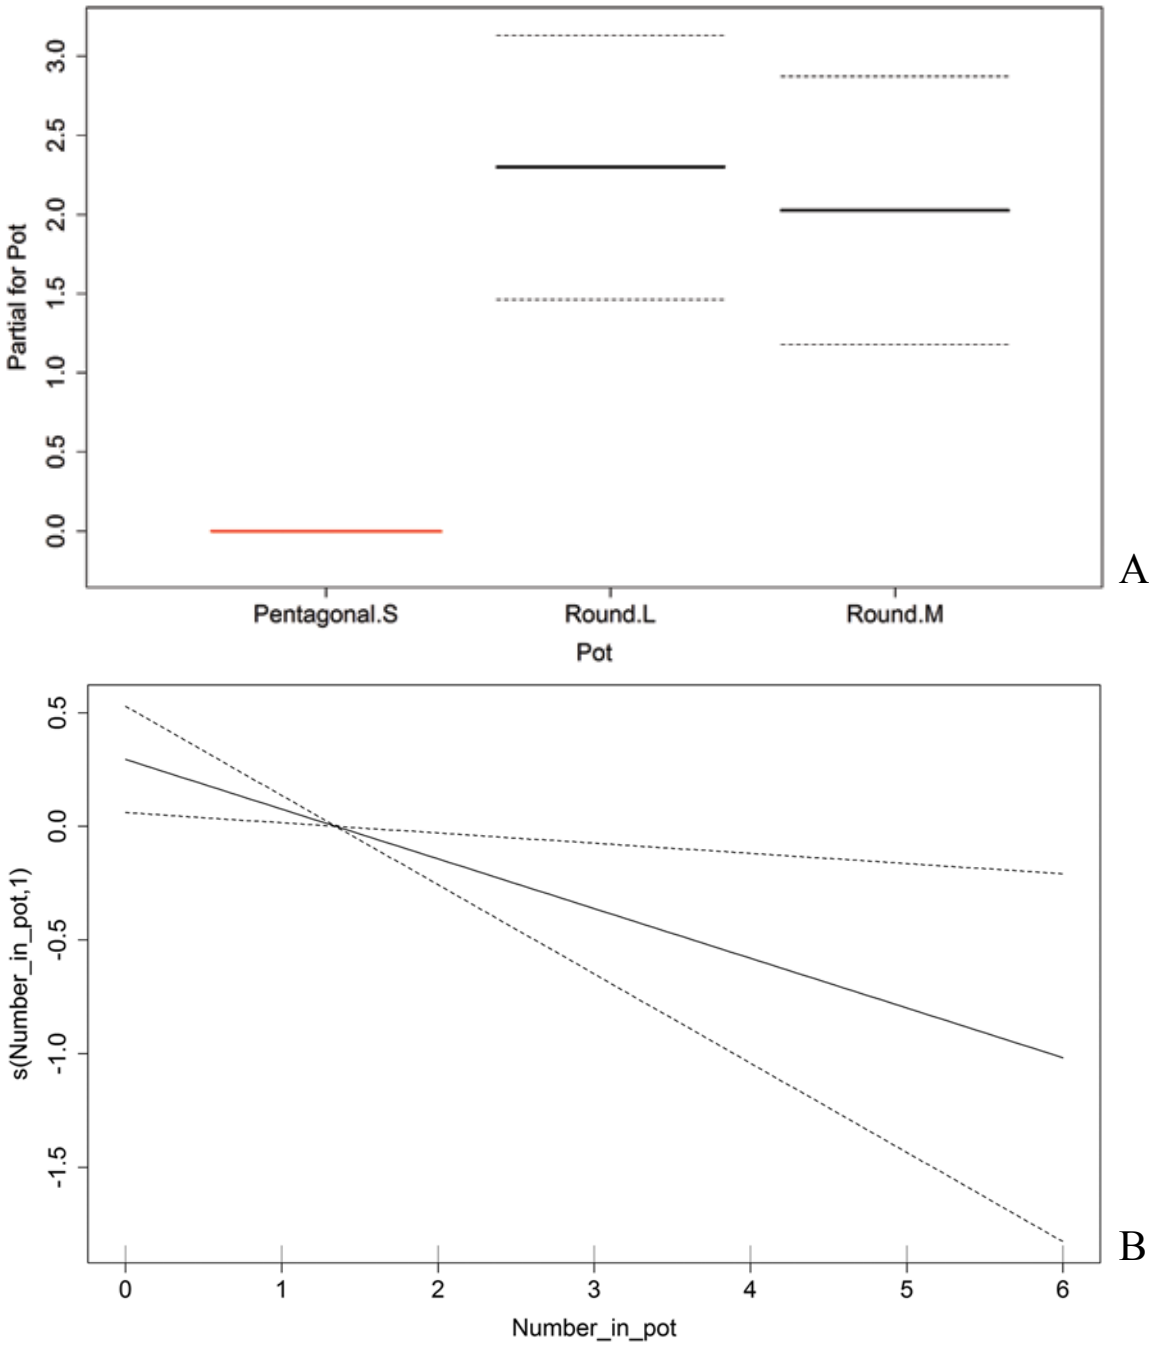 3.0
2.5
2.0
1.5
1.0
0.5
0.0
Partial for Pot
Pentagonal.S Round.L Round.M
Pot
A
0.5
0.0
-0.5
-1.0
-1.5
s(Number_in_pot,1)
0 1 2 3 4 5 6
Number_in_pot
B